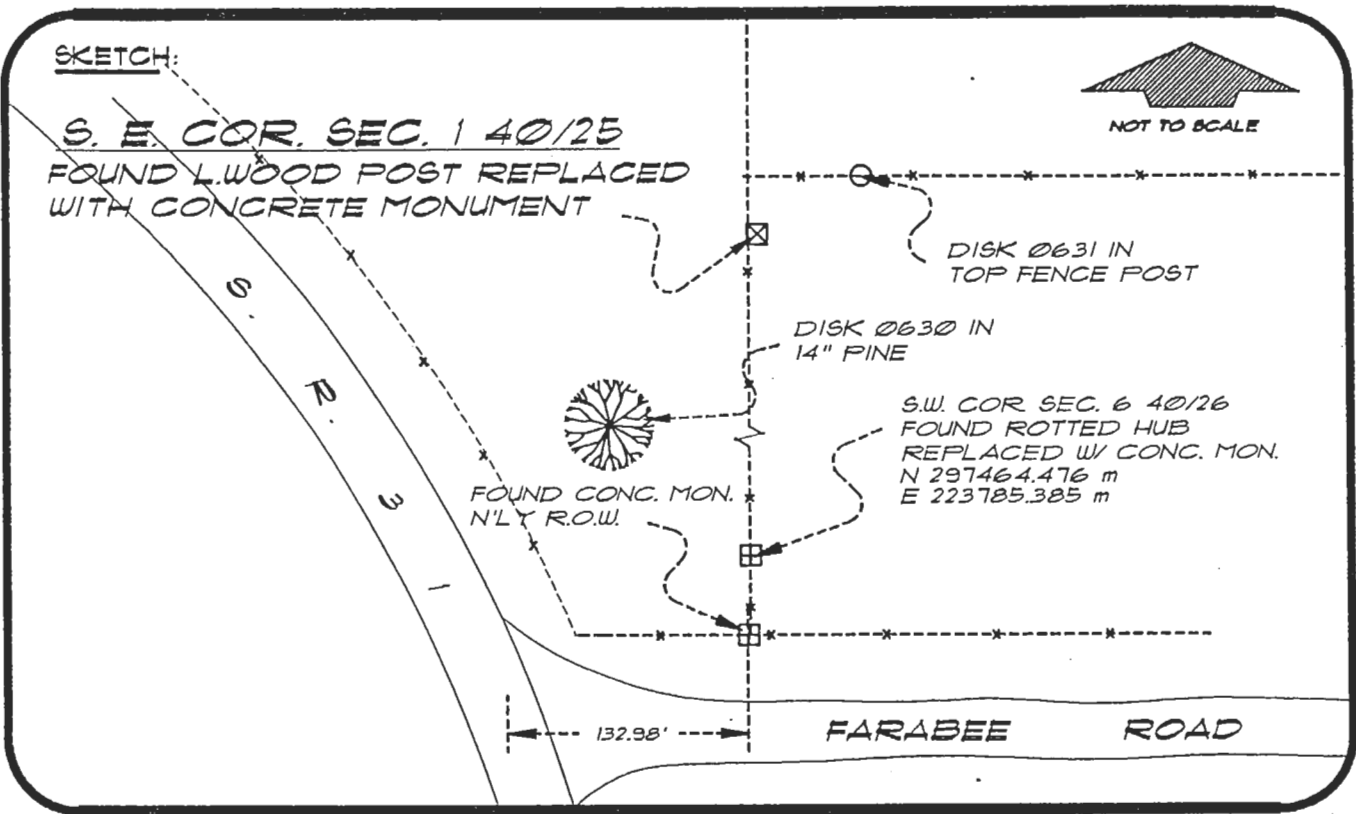 SKETCH:
S. E. COR. SEC. 1 40/25
FOUND L.WOOD POST REPLACED
WITH CONCRETE MONUMENT
NOT TO SCALE
DISK 0631 IN
TOP FENCE POST
DISK 0630 IN
14" PINE
S.W. COR SEC. 6 40/26
FOUND ROTTED HUB
REPLACED W/ CONC. MON.
N 297464.476 m
E 223785.385 m
FOUND CONC. MON.
N'LY R.O.W.
S. R. 31
132.98'
FARABEE ROAD